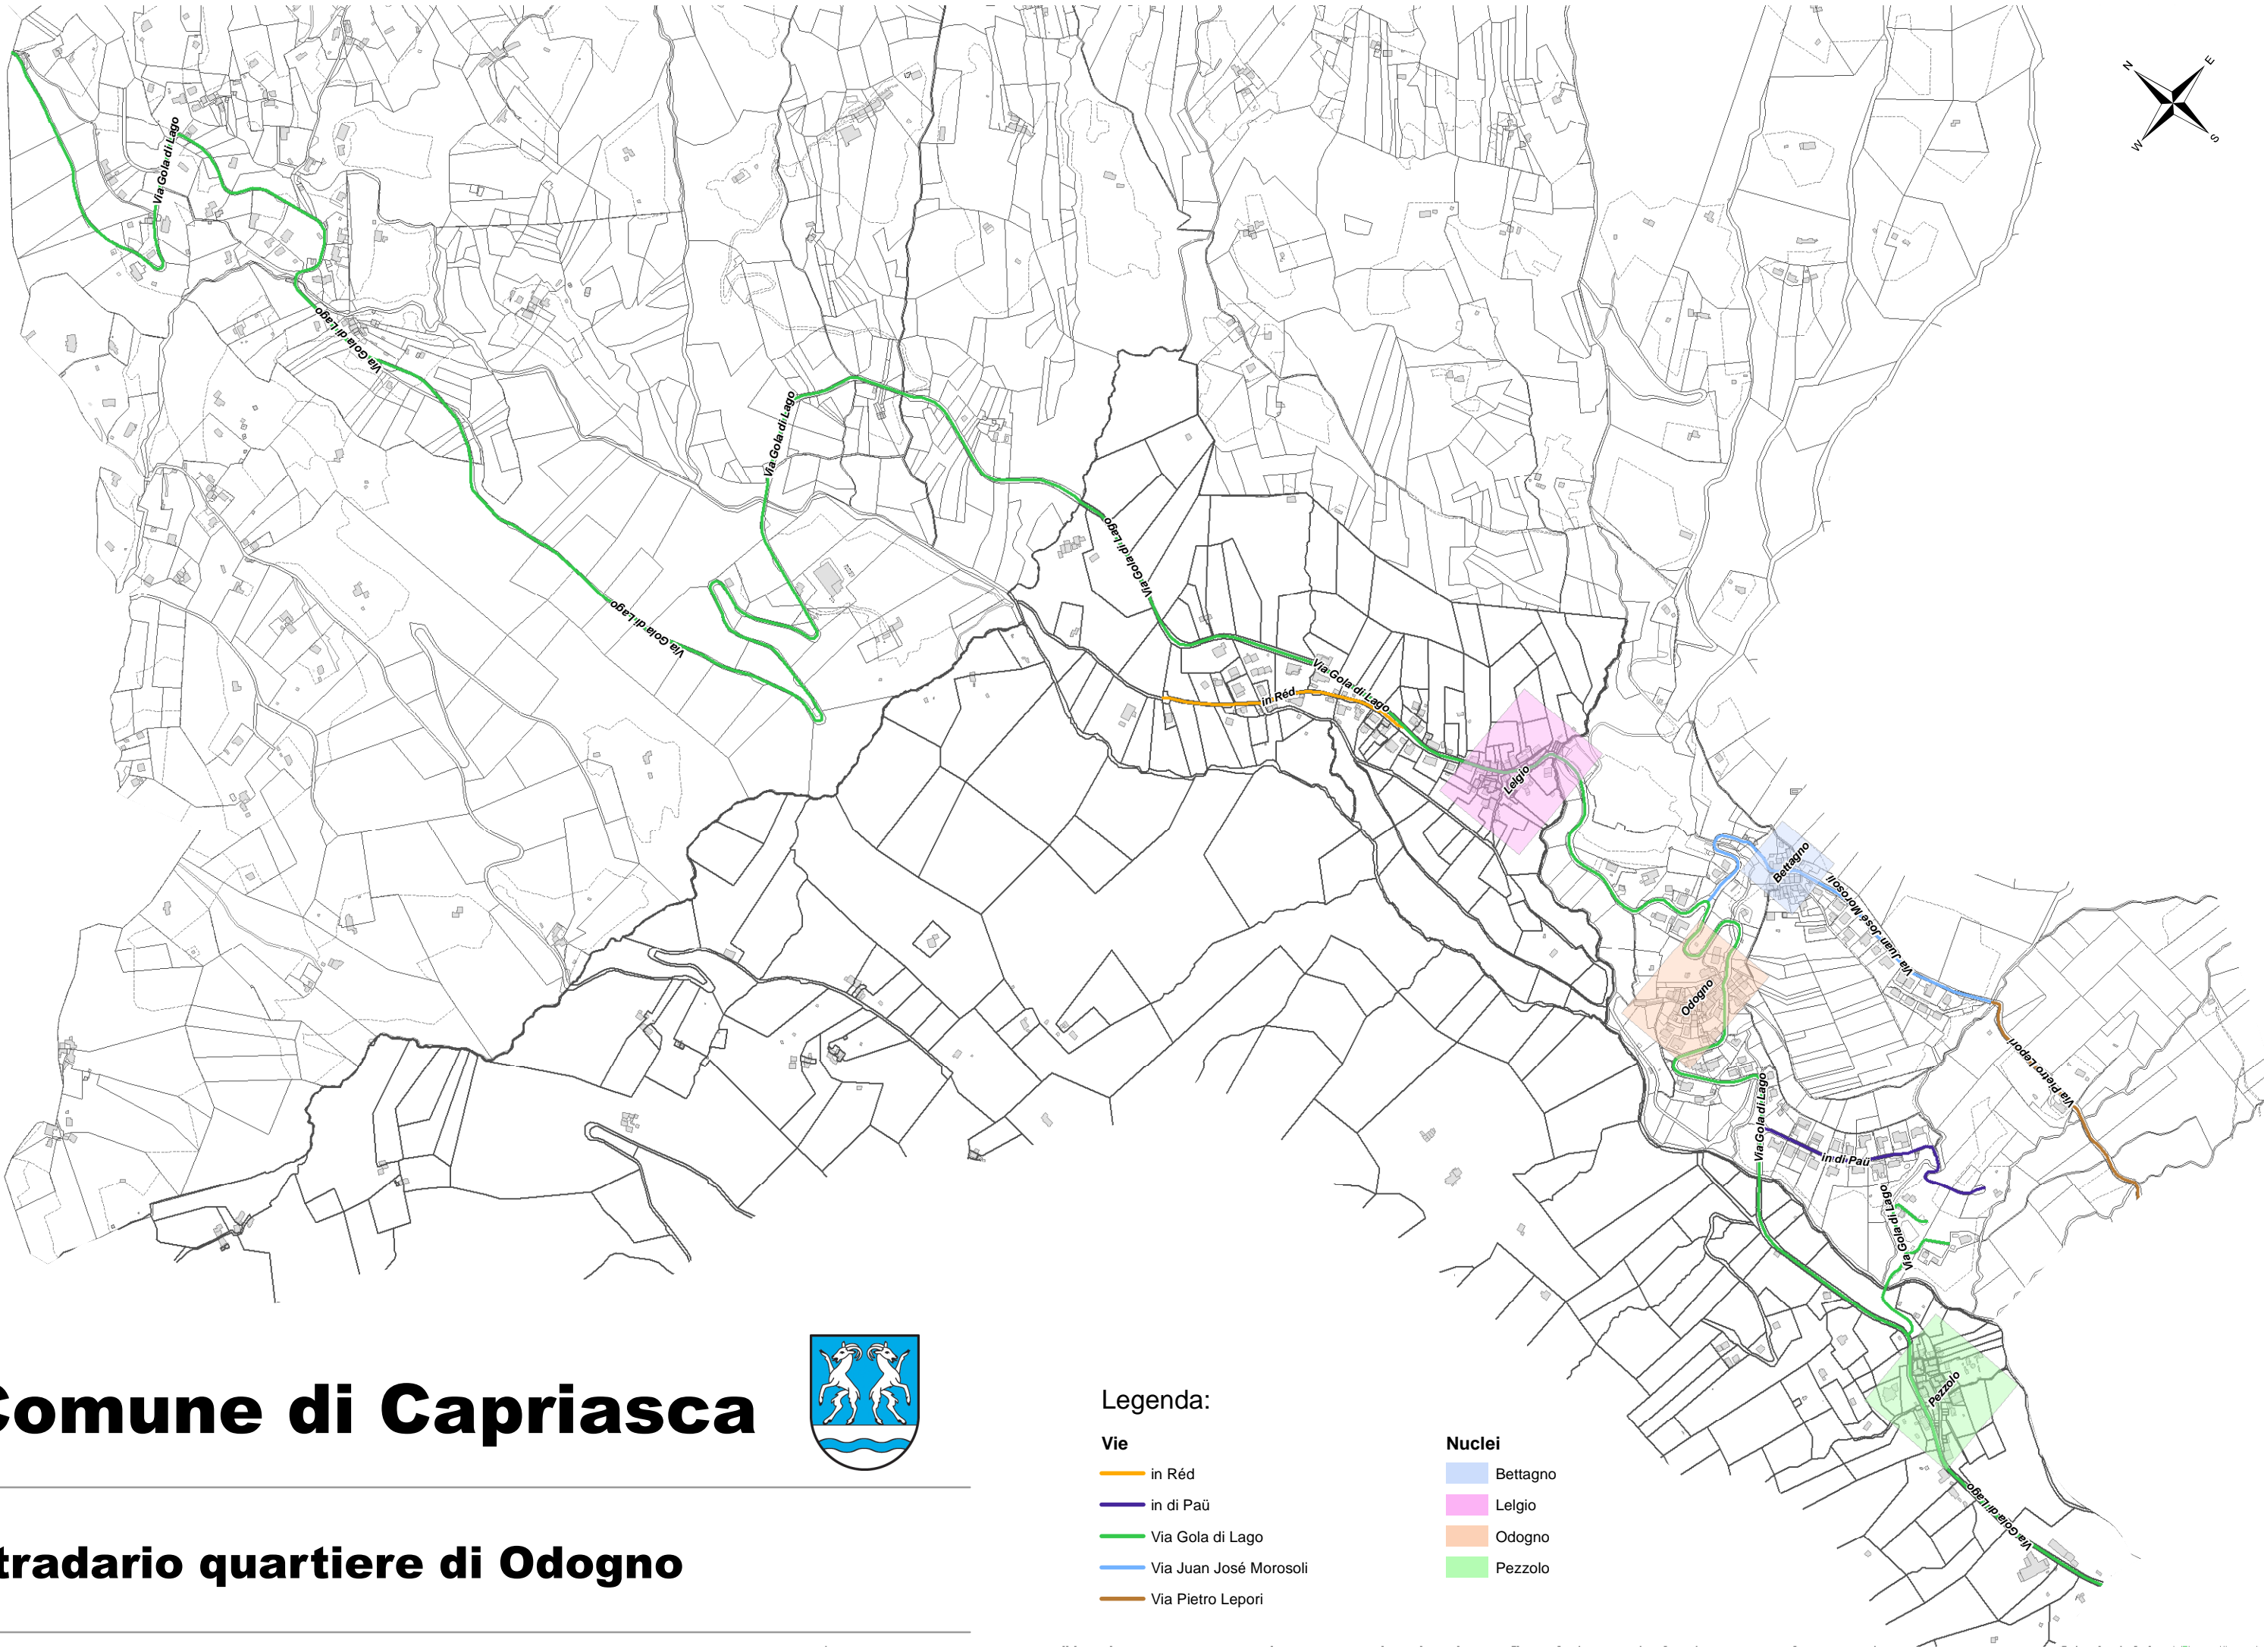 N
E
W
S
Via Gola di Lago
Via Gola di Lago
Via Gola di Lago
Via Gola di Lago
Via Gola di Lago
Via Gola di Lago
in Réd
Lelgio
Bettagno
Via Juan José Morosoli
Odogno
Via Pietro Lepori
Via Gola di Lago
in di Paü
Via Gola di Lago
Pezzolo
Via Gola di Lago
Comune di Capriasca
tradario quartiere di Odogno
Legenda:
Vie
in Réd
in di Paü
Via Gola di Lago
Via Juan José Morosoli
Via Pietro Lepori
Nuclei
Bettagno
Lelgio
Odogno
Pezzolo